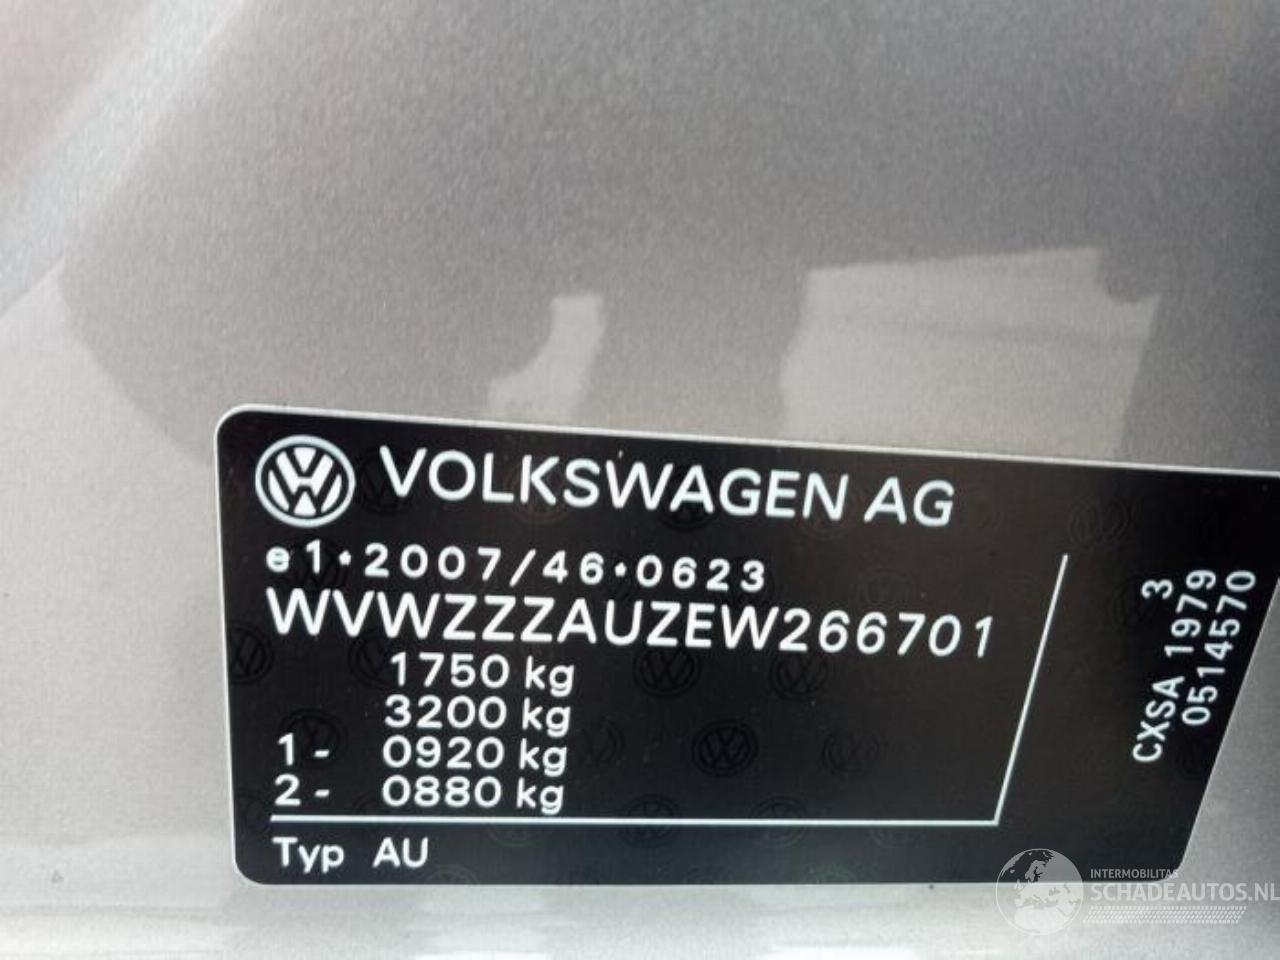 VOLKSWAGEN AG
e1*2007/46*0623
WVWZZZAUZEW266701
1750 kg
3200 kg
1- 0920 kg
2- 0880 kg
Typ AU
3
CXSA 1979
0514570
INTERMOBILITAS
SCHADEAUTOS.NL